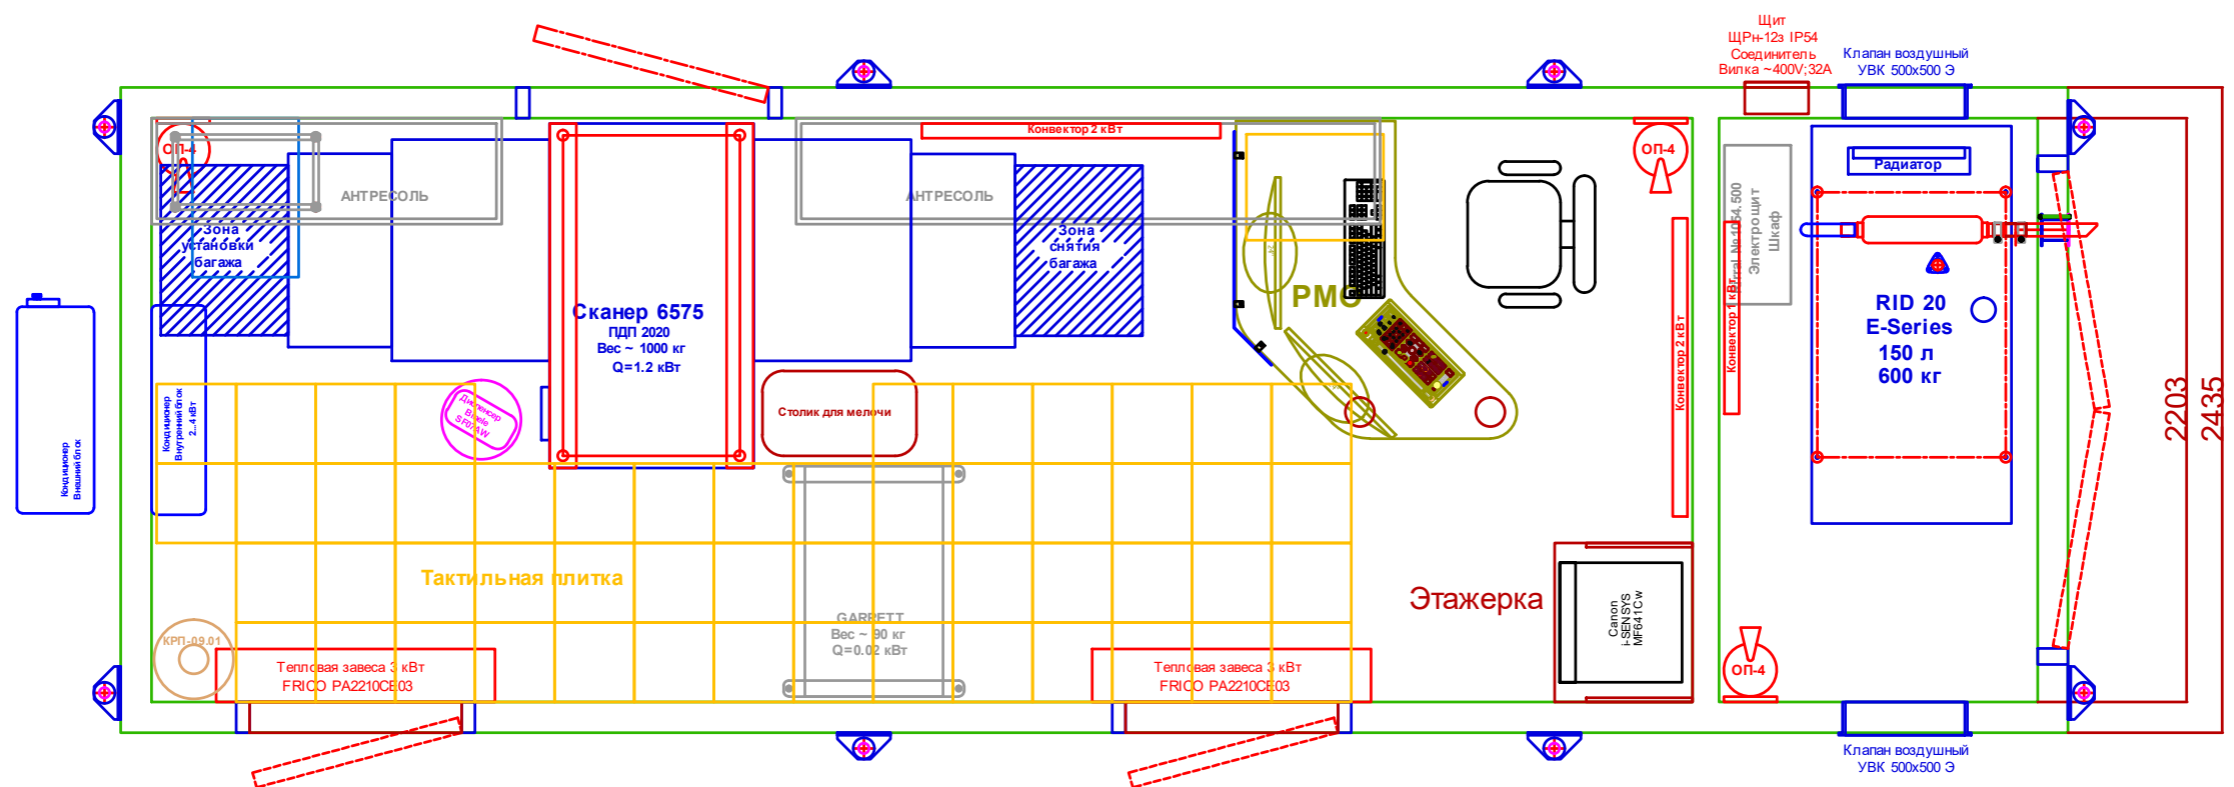 Щит
ЩРн-12з IP54
Соединитель
Вилка ~400V;32A
Клапан воздушный
УВК 500х500 Э
Конвектор 2 кВт
ОП-4
ОП-4
Радиатор
АНТРЕСОЛЬ
АНТРЕСОЛЬ
Электрощит
Шкаф
Зона
установки
багажа
Зона
снятия
багажа
РМО
Сканер 6575
ПДП 2020
Вес ~ 1000 кг
Q=1.2 кВт
RID 20
E-Series
150 л
600 кг
Конвектор 1 кВт
Конвектор 2 кВт
Кондиционер
Внешний блок
Кондиционер
Внутренний блок
2...4 кВт
Диспенсер
SF07AW
Столик для мелочи
2203
2435
Тактильная плитка
Этажерка
Canon
i-SENSYS
MF641Cw
GARRETT
Вес ~ 90 кг
Q=0.02 кВт
КРП-09.01
Тепловая завеса 3 кВт
FRICO PA2210CE03
Тепловая завеса 3 кВт
FRICO PA2210CE03
ОП-4
Клапан воздушный
УВК 500х500 Э